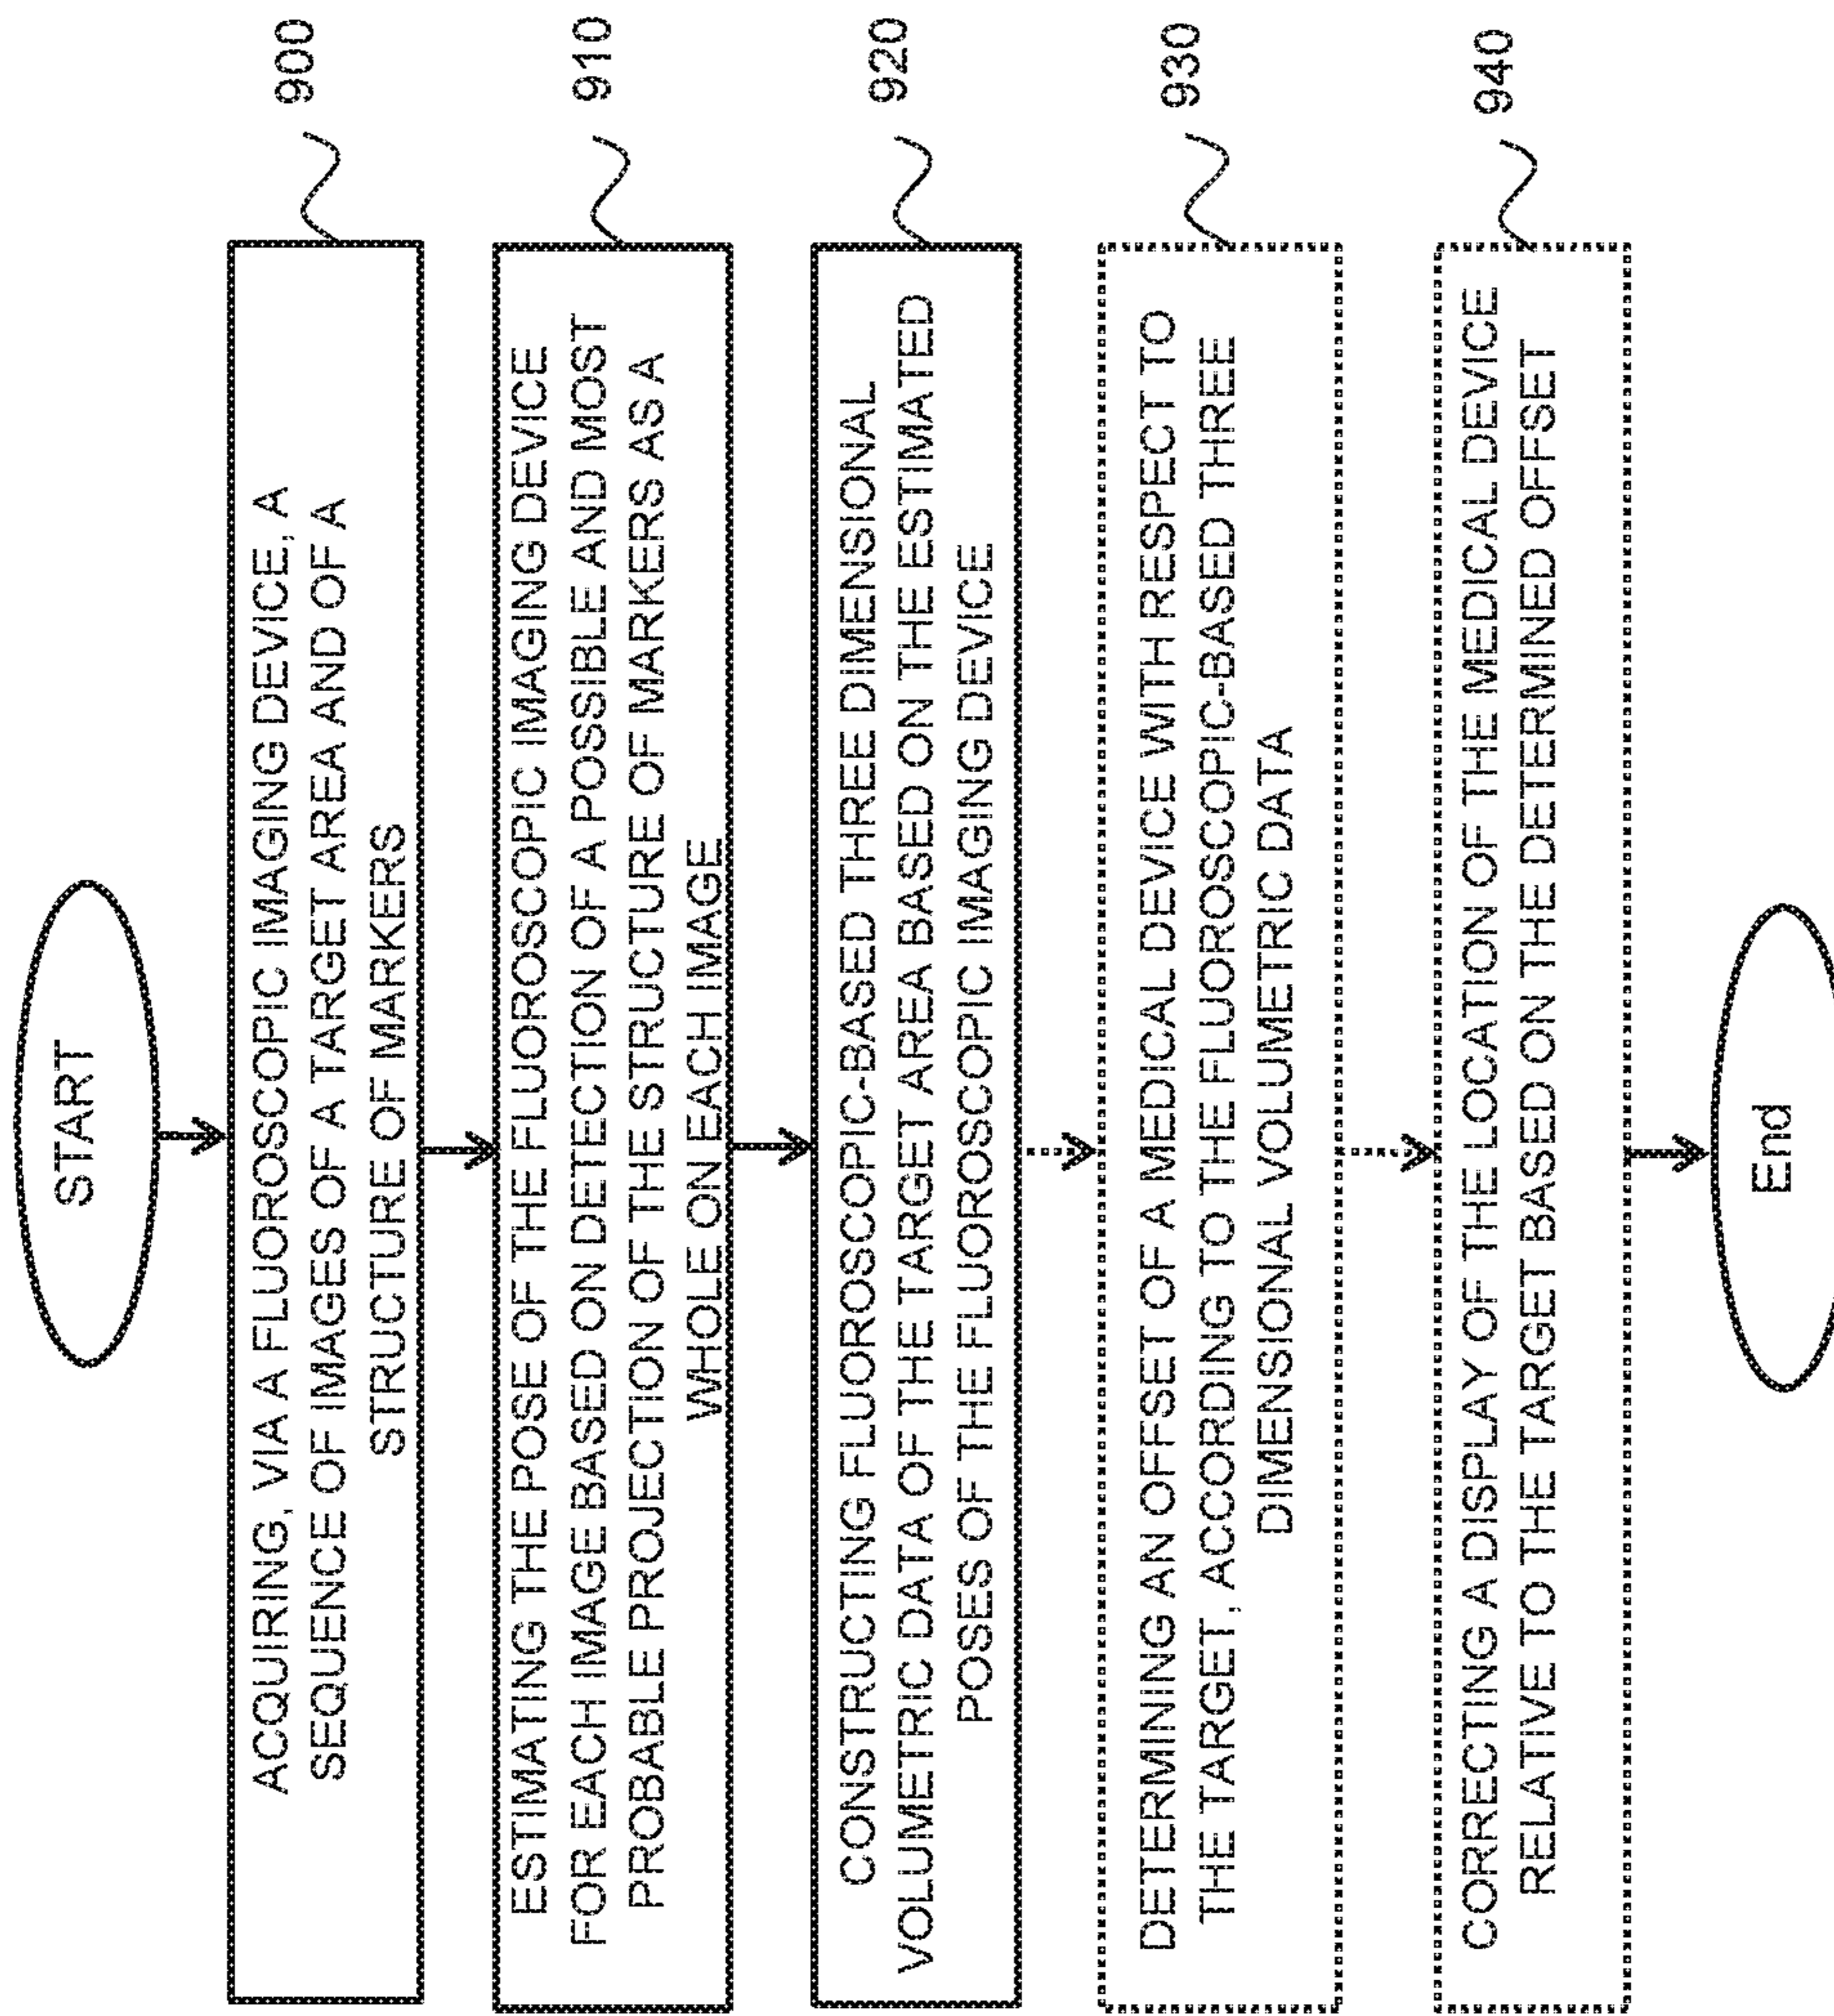 START
ACQUIRING, VIA A FLUOROSCOPIC IMAGING DEVICE, A
SEQUENCE OF IMAGES OF A TARGET AREA AND OF A
STRUCTURE OF MARKERS
900
ESTIMATING THE POSE OF THE FLUOROSCOPIC IMAGING DEVICE
FOR EACH IMAGE BASED ON DETECTION OF A POSSIBLE AND MOST
PROBABLE PROJECTION OF THE STRUCTURE OF MARKERS AS A
WHOLE ON EACH IMAGE
910
CONSTRUCTING FLUOROSCOPIC-BASED THREE DIMENSIONAL
VOLUMETRIC DATA OF THE TARGET AREA BASED ON THE ESTIMATED
POSES OF THE FLUOROSCOPIC IMAGING DEVICE
920
DETERMINING AN OFFSET OF A MEDICAL DEVICE WITH RESPECT TO
THE TARGET, ACCORDING TO THE FLUOROSCOPIC-BASED THREE
DIMENSIONAL VOLUMETRIC DATA
930
CORRECTING A DISPLAY OF THE LOCATION OF THE MEDICAL DEVICE
RELATIVE TO THE TARGET BASED ON THE DETERMINED OFFSET
940
End